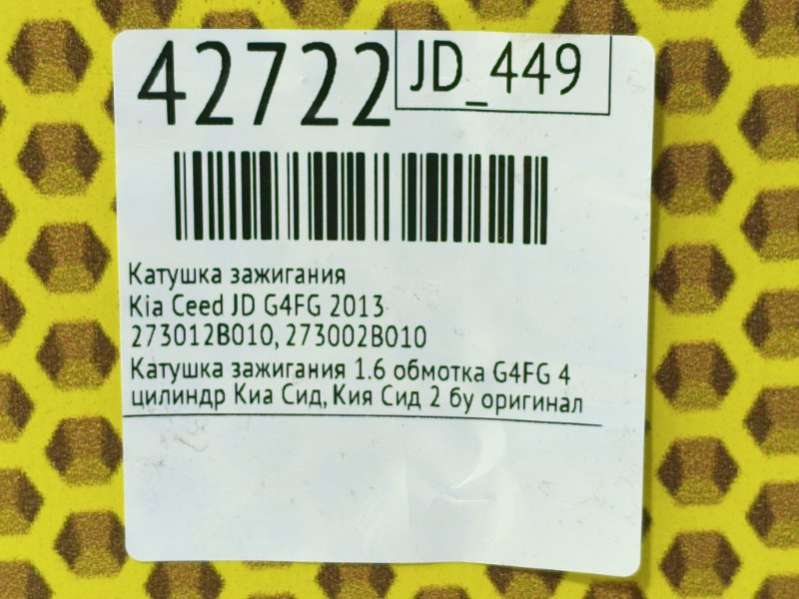 42722
JD_449
Катушка зажигания
Kia Ceed JD G4FG 2013
273012B010, 273002B010
Катушка зажигания 1.6 обмотка G4FG 4
цилиндр Киа Сид, Кия Сид 2 бу оригинал